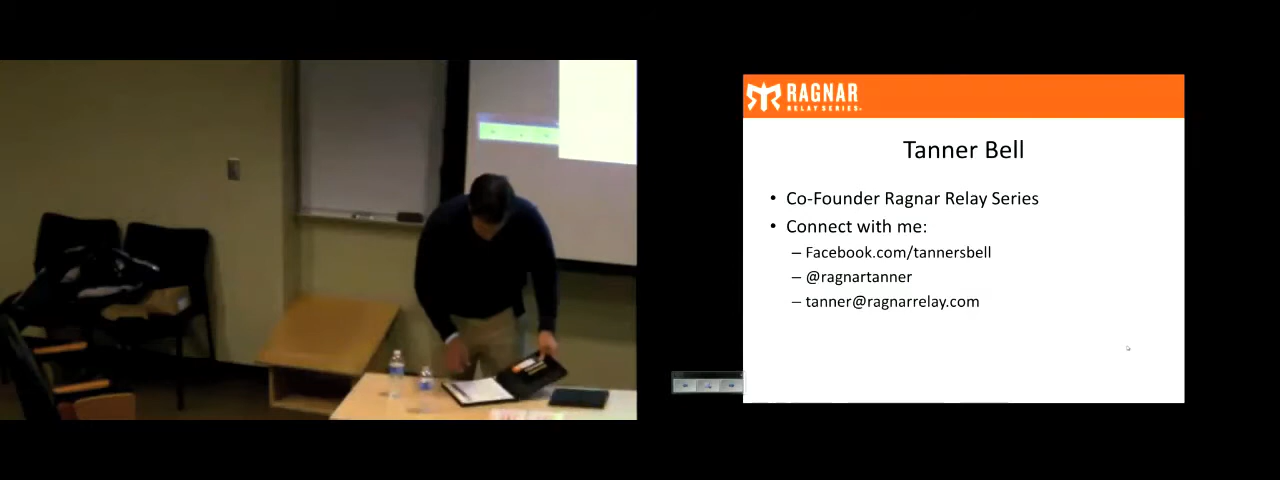 RAGNAR
RELAY SERIES
Tanner Bell
• Co-Founder Ragnar Relay Series
• Connect with me:
– Facebook.com/tannersbell
– @ragnartanner
– tanner@ragnarrelay.com